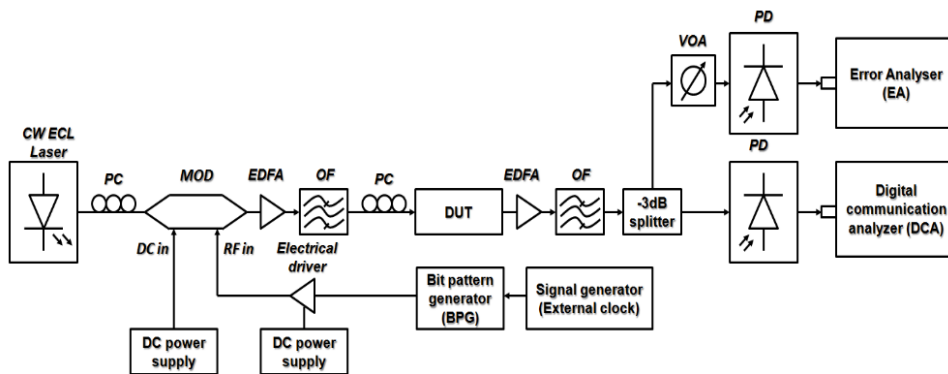 PD
VOA
Error Analyser
(EA)
CW ECL
Laser
PC
MOD
EDFA
OF
PC
EDFA
OF
PD
DUT
-3dB
splitter
Digital
communication
analyzer (DCA)
DC in
RF in
Electrical
driver
Bit pattern
generator
(BPG)
Signal generator
(External clock)
DC power
supply
DC power
supply